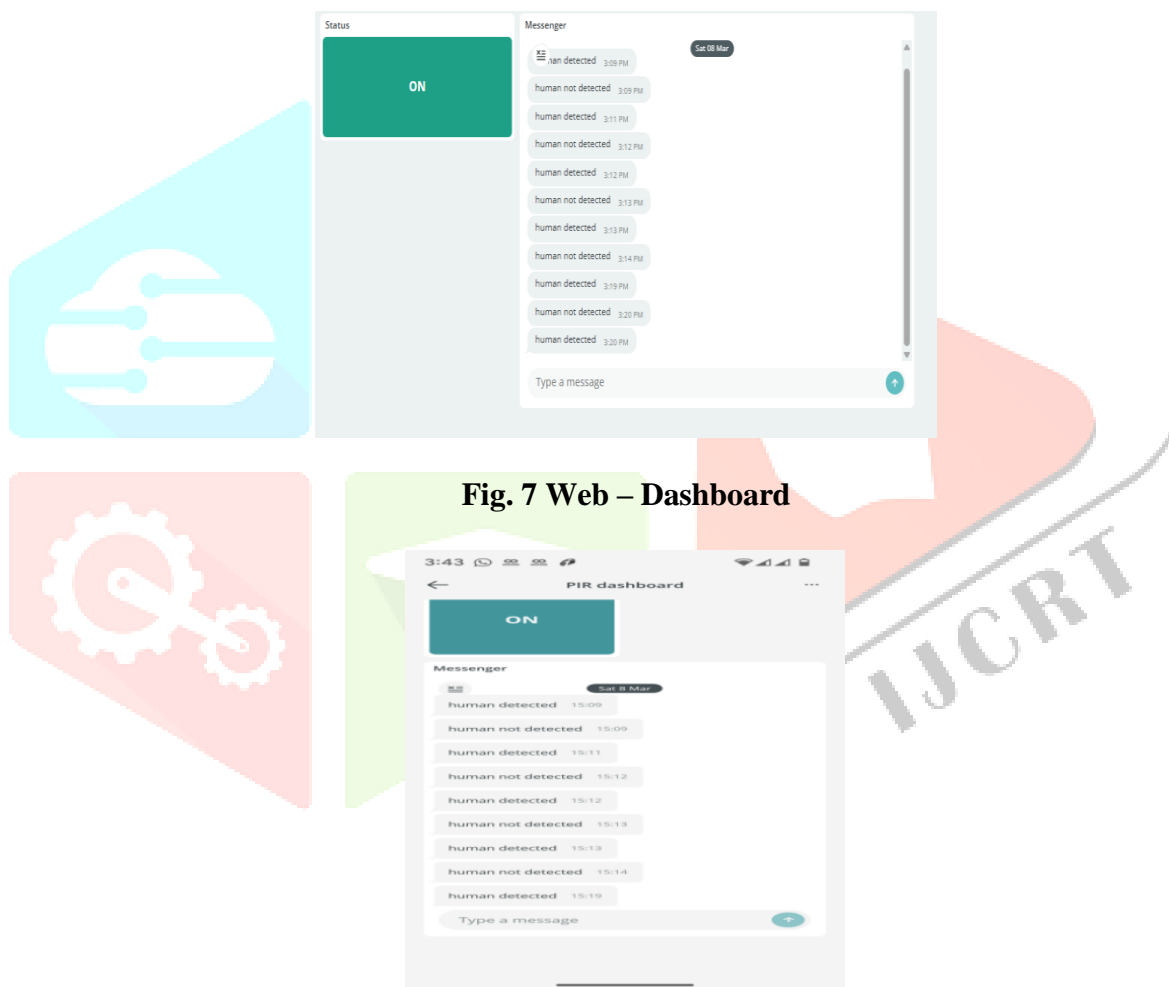 Status
ON
Messenger
Sat 08 Mar
an detected 3:09 PM
human not detected 3:09 PM
human detected 3:11 PM
human not detected 3:12 PM
human detected 3:12 PM
human not detected 3:13 PM
human detected 3:13 PM
human not detected 3:14 PM
human detected 3:19 PM
human not detected 3:20 PM
human detected 3:20 PM
Type a message
Fig. 7 Web – Dashboard
3:43
PIR dashboard
ON
Messenger
Sat 8 Mar
human detected 15:09
human not detected 15:09
human detected 15:11
human not detected 15:12
human detected 15:12
human not detected 15:13
human detected 15:13
human not detected 15:14
human detected 15:19
Type a message
IJCRT